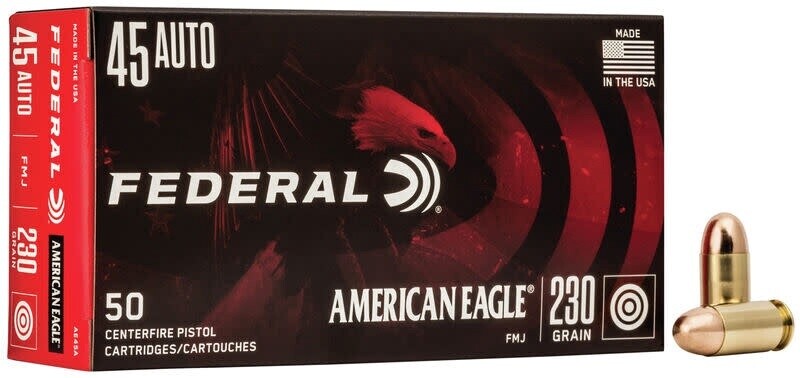 MADE IN THE USA
45 AUTO
FEDERAL
FMJ
230
GRAIN
AMERICAN EAGLE®
AE45A
45 AUTO
MADE
IN THE USA
FEDERAL®
50
CENTERFIRE PISTOL
CARTRIDGES/CARTOUCHES
AMERICAN EAGLE®
FMJ
230
GRAIN